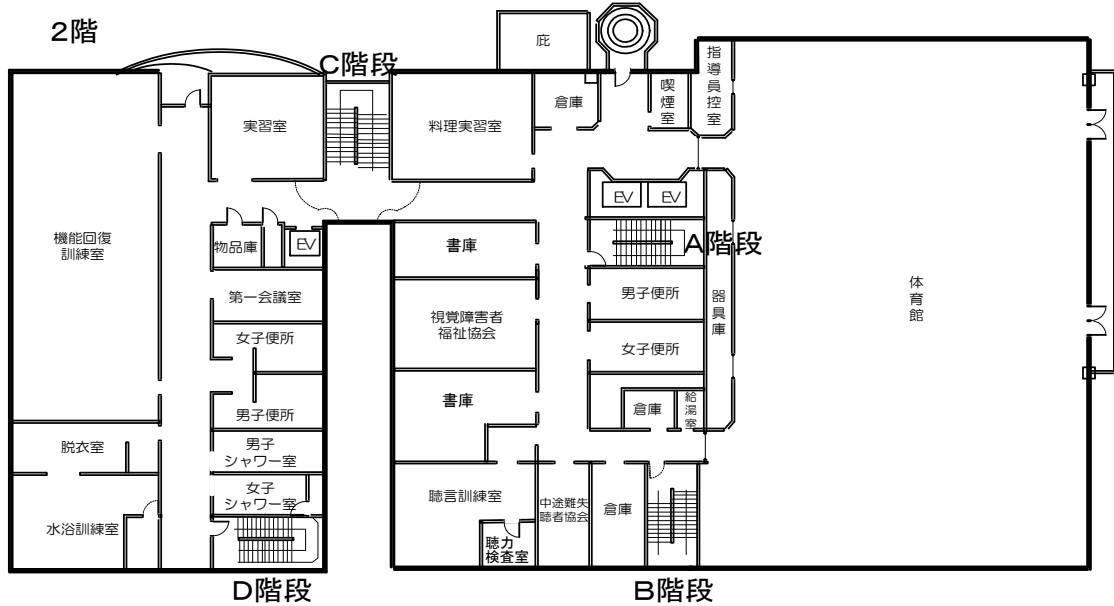 2階
庇
C階段
指導員控室
喫煙室
倉庫
実習室
料理実習室
EV
EV
機能回復
訓練室
物品庫
EV
書庫
A階段
第一会議室
男子便所
器具庫
体育館
視覚障害者
福祉協会
女子便所
女子便所
書庫
倉庫
給湯室
男子便所
脱衣室
男子
シャワー室
水浴訓練室
女子
シャワー室
聴言訓練室
中途難失
聴者協会
倉庫
聴力
検査室
D階段
B階段